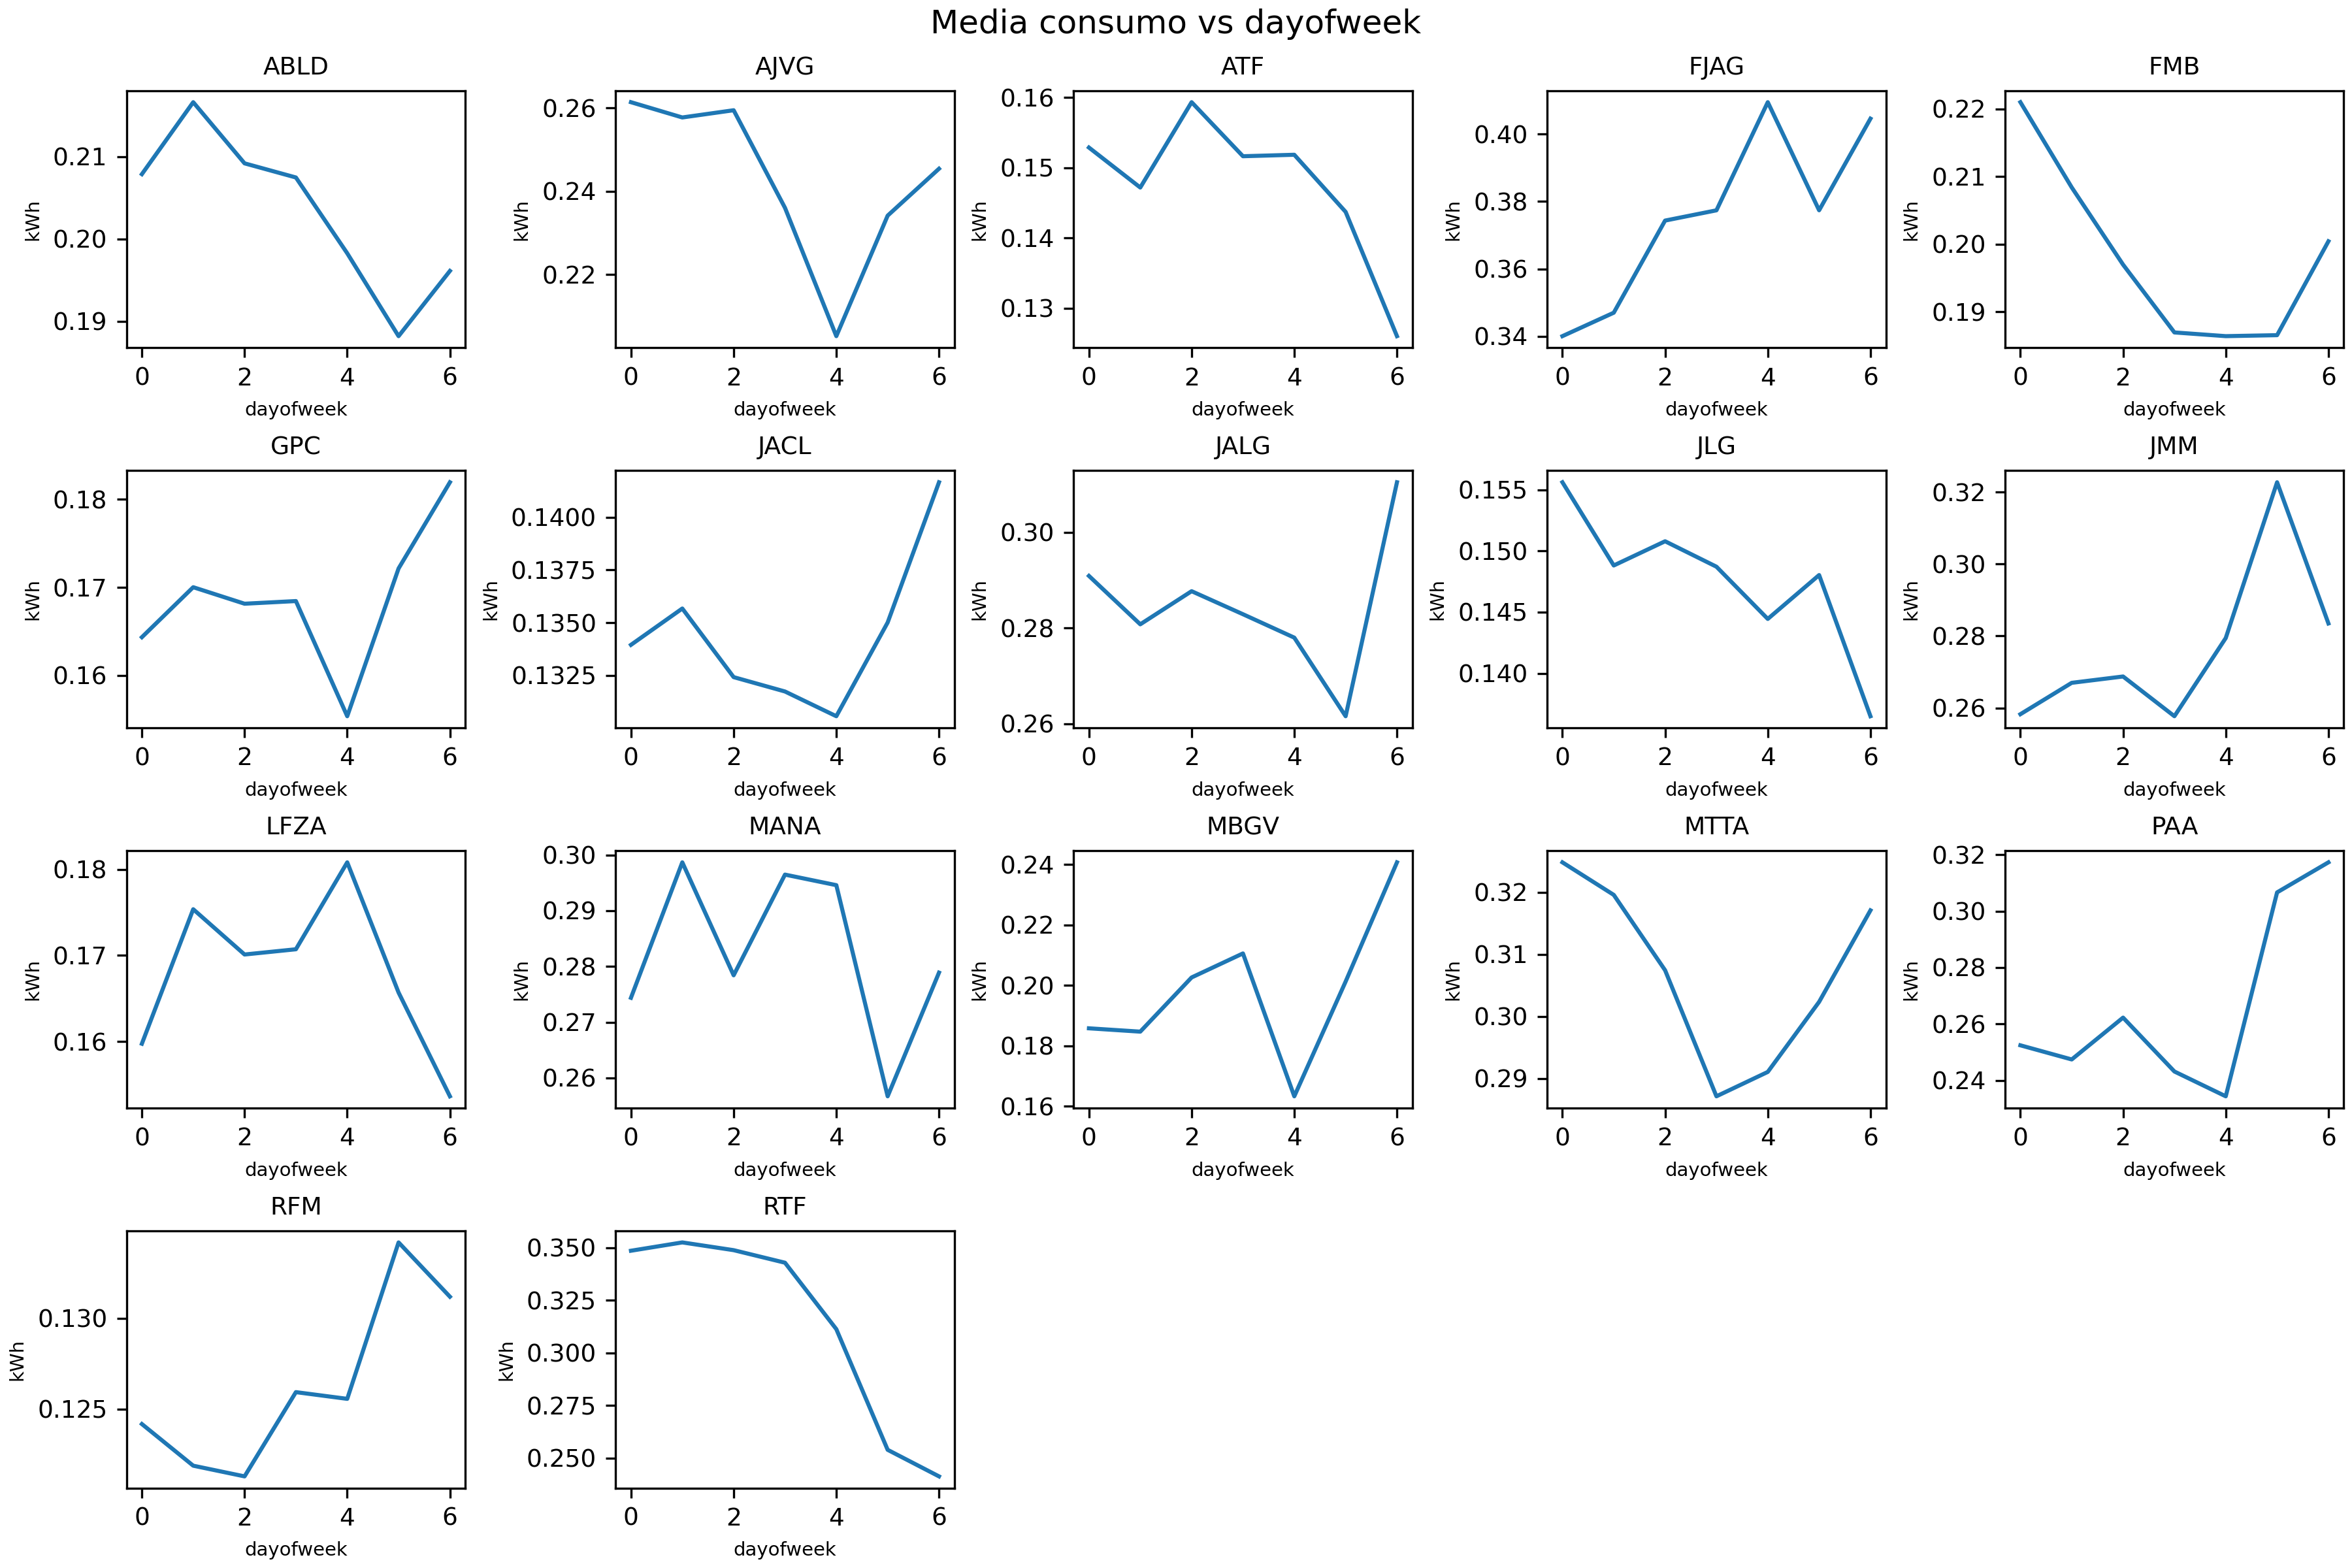 Media consumo vs dayofweek
ABLD
0.21
0.20
0.19
kWh
0 2 4 6
dayofweek
AJVG
0.26
0.24
0.22
kWh
0 2 4 6
dayofweek
ATF
0.16
0.15
0.14
0.13
kWh
0 2 4 6
dayofweek
FJAG
0.40
0.38
0.36
0.34
kWh
0 2 4 6
dayofweek
FMB
0.22
0.21
0.20
0.19
kWh
0 2 4 6
dayofweek
GPC
0.18
0.17
0.16
kWh
0 2 4 6
dayofweek
JACL
0.1400
0.1375
0.1350
0.1325
kWh
0 2 4 6
dayofweek
JALG
0.30
0.28
0.26
kWh
0 2 4 6
dayofweek
JLG
0.155
0.150
0.145
0.140
kWh
0 2 4 6
dayofweek
JMM
0.32
0.30
0.28
0.26
kWh
0 2 4 6
dayofweek
LFZA
0.18
0.17
0.16
kWh
0 2 4 6
dayofweek
MANA
0.30
0.29
0.28
0.27
0.26
kWh
0 2 4 6
dayofweek
MBGV
0.24
0.22
0.20
0.18
0.16
kWh
0 2 4 6
dayofweek
MTTA
0.32
0.31
0.30
0.29
kWh
0 2 4 6
dayofweek
PAA
0.32
0.30
0.28
0.26
0.24
kWh
0 2 4 6
dayofweek
RFM
0.130
0.125
kWh
0 2 4 6
dayofweek
RTF
0.350
0.325
0.300
0.275
0.250
kWh
0 2 4 6
dayofweek